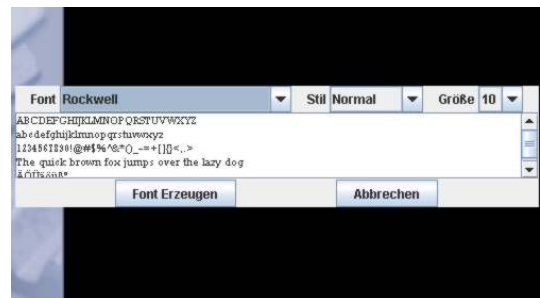 Font Rockwell Stil Normal Größe 10
ABCDEFGHIJKLMNOPQRSTUVWXYZ
abcdefghijklmnopqrstuvwxyz
1234567890!@#$%^&*()_-=+[]{}<,.>
The quick brown fox jumps over the lazy dog
Font Erzeugen Abbrechen